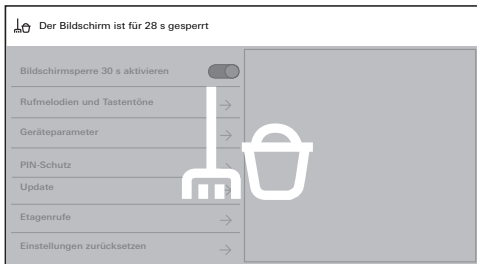 Der Bildschirm ist für 28 s gesperrt
Bildschirmsperre 30 s aktivieren
Rufmelodien und Tastentöne
Geräteparameter
PIN-Schutz
Update
Etagenrufe
Einstellungen zurücksetzen